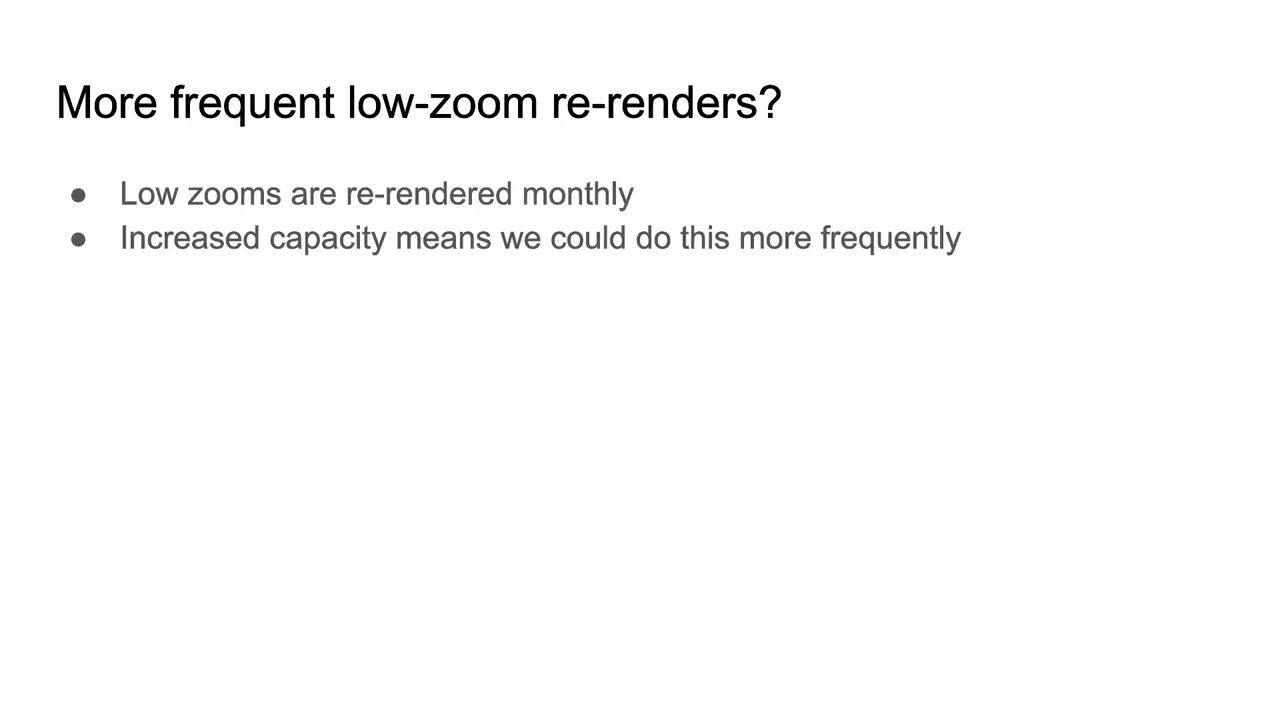 More frequent low-zoom re-renders?
● Low zooms are re-rendered monthly
● Increased capacity means we could do this more frequently